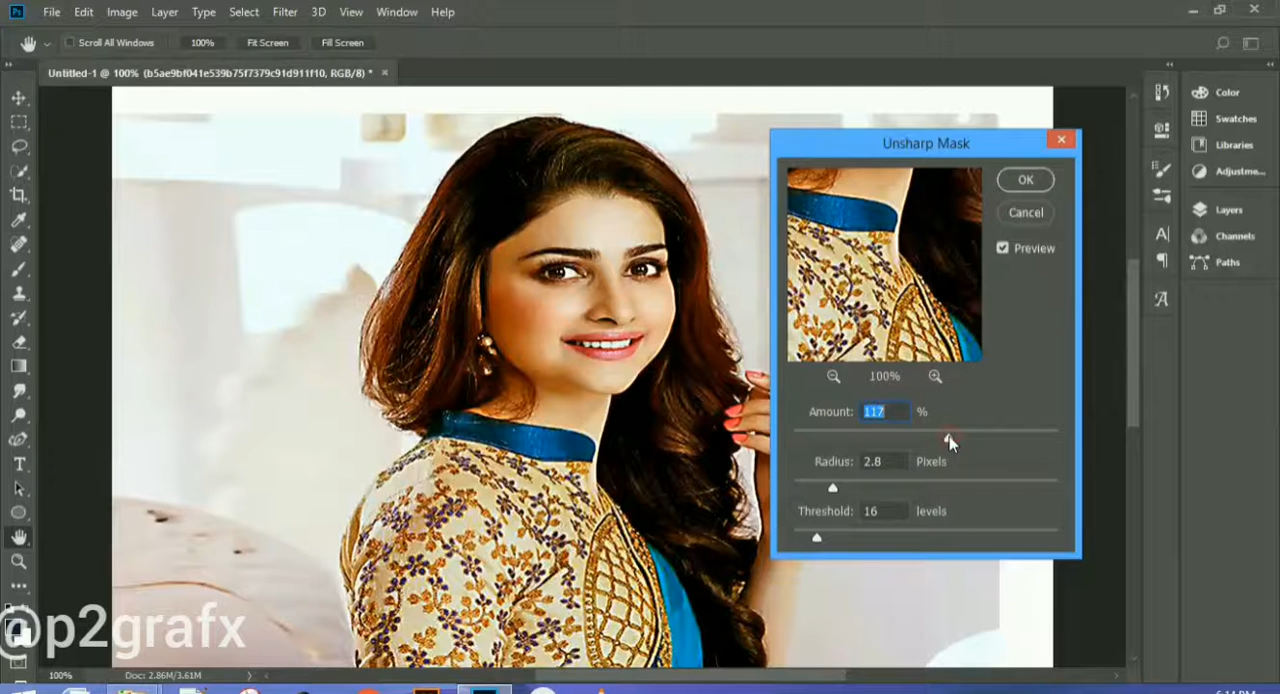 Ps File Edit Image Layer Type Select Filter 3D View Window Help
Scroll All Windows 100% Fit Screen Fill Screen
Untitled-1 @ 100% (b5ae9bf041e539b75f7379c91d911f10, RGB/8) *
Color
Swatches
Libraries
Adjustme...
Layers
Channels
Paths
Unsharp Mask
OK
Cancel
Preview
100%
Amount: 117 %
Radius: 2.8 Pixels
Threshold: 16 levels
@p2grafx
100% Doc: 2.86M/3.61M